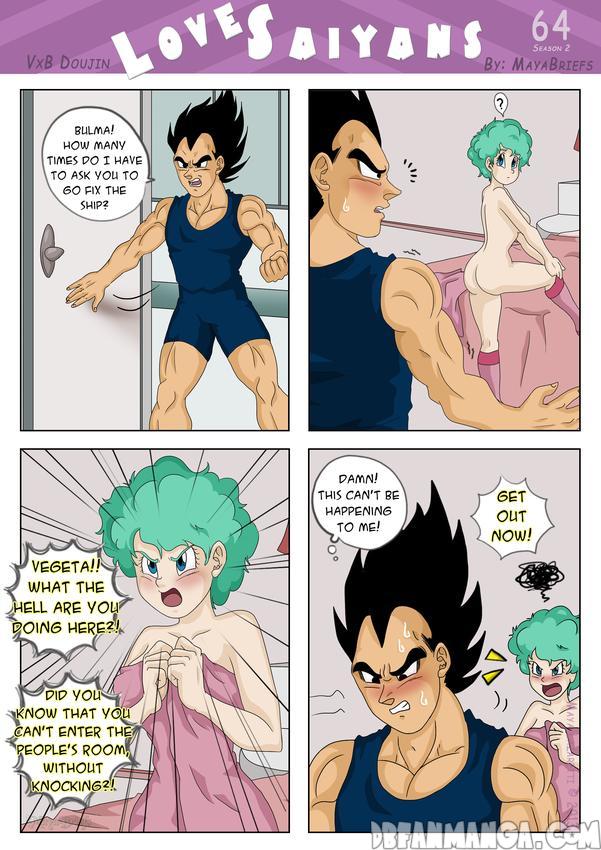 VxB Doujin
Love Saiyans
64
Season 2
By: MayaBriefs
BULMA!
HOW MANY
TIMES DO I HAVE
TO ASK YOU TO
GO FIX THE
SHIP?
?
VEGETA!!
WHAT THE
HELL ARE YOU
DOING HERE?!
DID YOU
KNOW THAT YOU
CAN'T ENTER THE
PEOPLE'S ROOM,
WITHOUT
KNOCKING?!
DAMN!
THIS CAN'T BE
HAPPENING
TO ME!
GET
OUT
NOW!
DBFANMANGA.COM